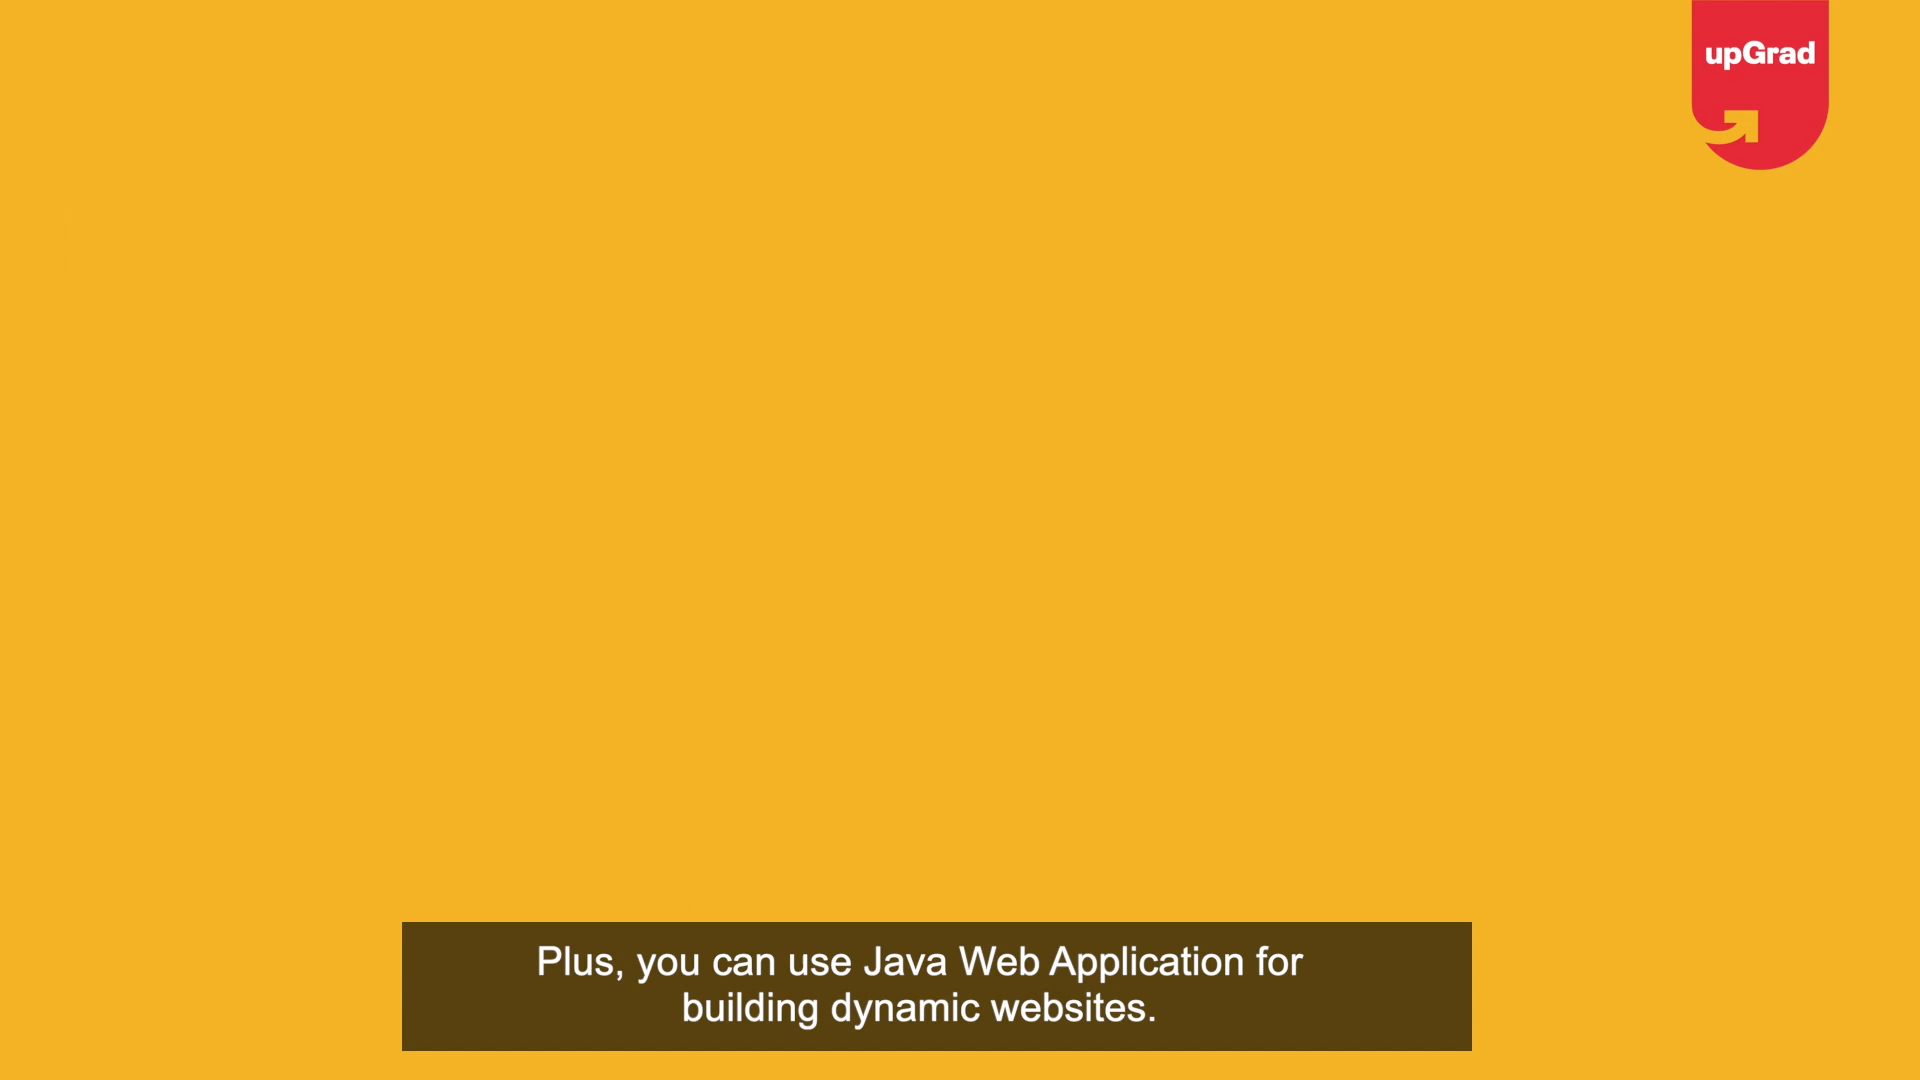 upGrad
Plus, you can use Java Web Application for
building dynamic websites.